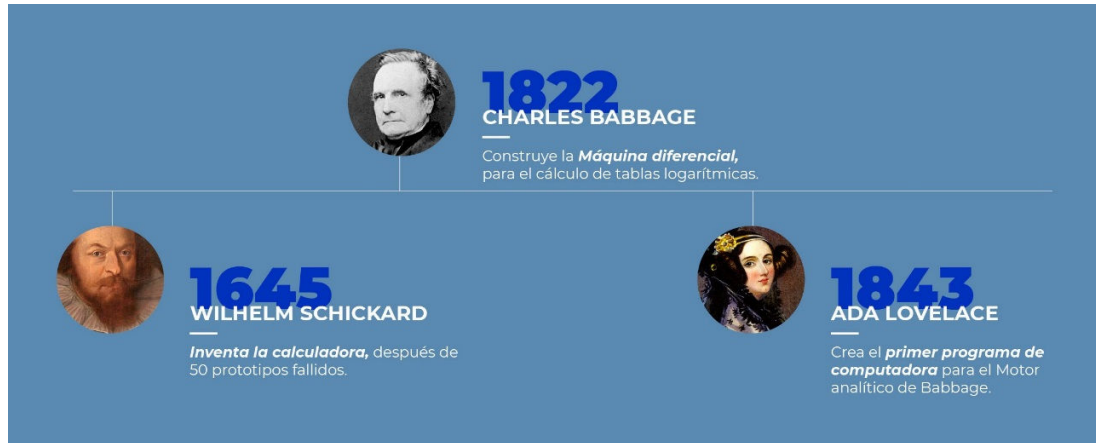 1822
CHARLES BABBAGE
Construye la Máquina diferencial,
para el cálculo de tablas logarítmicas.
1645
WILHELM SCHICKARD
Inventa la calculadora, después de
50 prototipos fallidos.
1843
ADA LOVELACE
Crea el primer programa de
computadora para el Motor
analítico de Babbage.